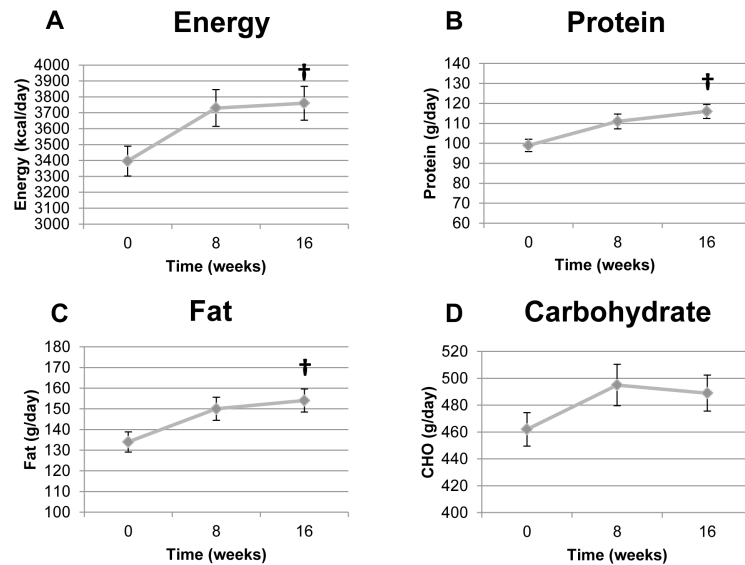 A Energy
†
4000
3900
3800
3700
3600
3500
3400
3300
3200
3100
3000
Energy (kcal/day)
0 8 16
Time (weeks)
B Protein
†
140
130
120
110
100
90
80
70
60
Protein (g/day)
0 8 16
Time (weeks)
C Fat
†
180
170
160
150
140
130
120
110
100
Fat (g/day)
0 8 16
Time (weeks)
D Carbohydrate
520
500
480
460
440
420
400
CHO (g/day)
0 8 16
Time (weeks)